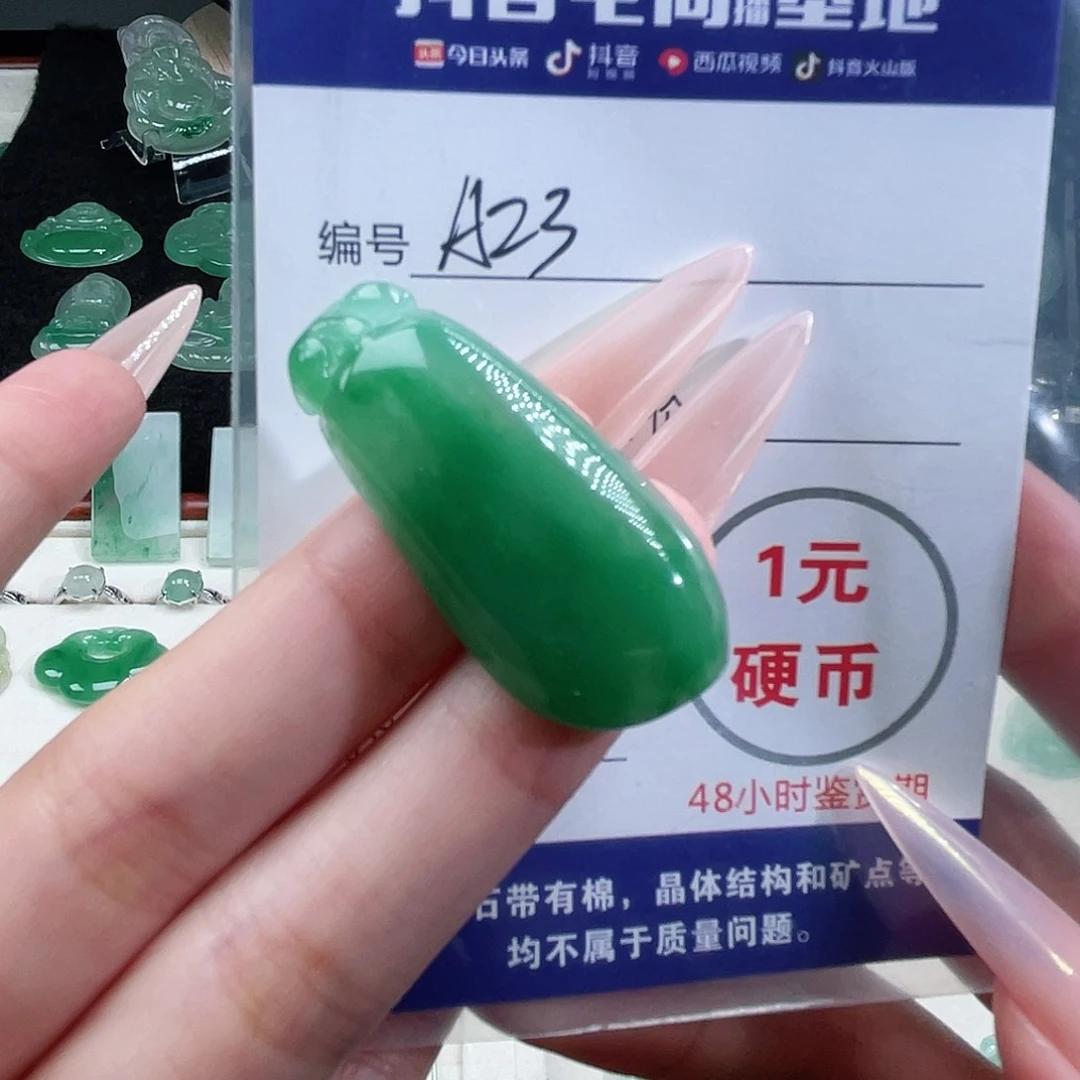 今日头条 抖音 西瓜视频 抖音火山版
编号 A23
1元
硬币
48小时鉴 期
石带有棉，晶体结构和矿点等
均不属于质量问题。